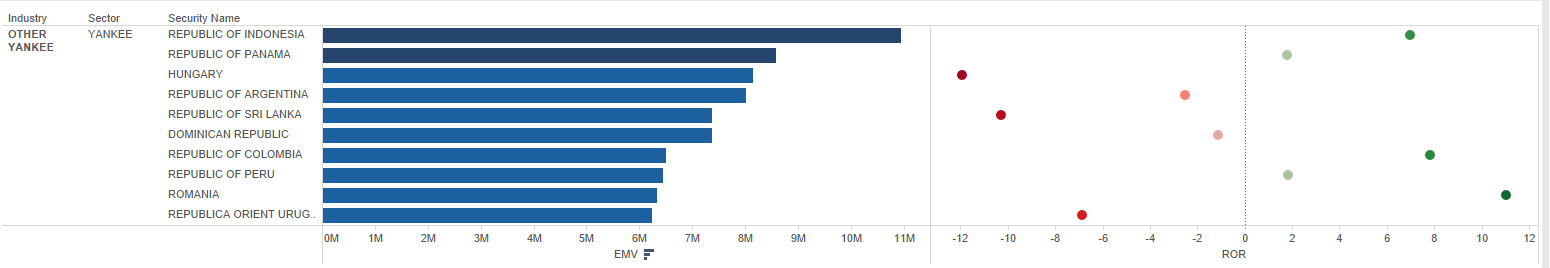 Industry Sector Security Name
OTHER YANKEE REPUBLIC OF INDONESIA
YANKEE REPUBLIC OF PANAMA
HUNGARY
REPUBLIC OF ARGENTINA
REPUBLIC OF SRI LANKA
DOMINICAN REPUBLIC
REPUBLIC OF COLOMBIA
REPUBLIC OF PERU
ROMANIA
REPUBLICA ORIENT URUG..
0M 1M 2M 3M 4M 5M 6M 7M 8M 9M 10M 11M -12 -10 -8 -6 -4 -2 0 2 4 6 8 10 12
EMV ROR